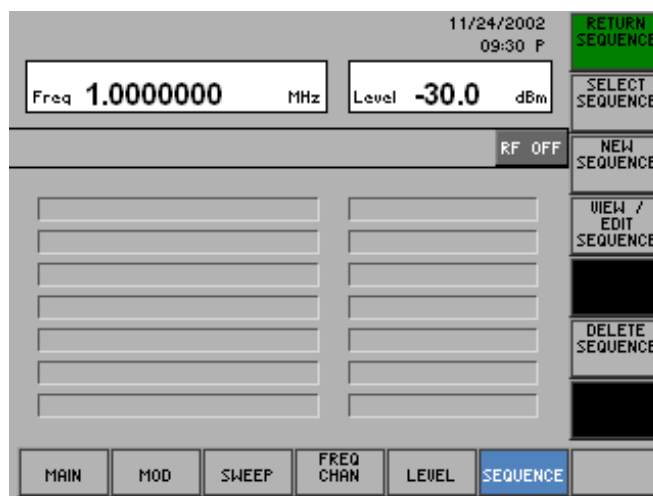 11/24/2002
09:30 P
Freq 1.0000000 MHz
Level -30.0 dBm
RF OFF
RETURN
SEQUENCE
SELECT
SEQUENCE
NEW
SEQUENCE
VIEW /
EDIT
SEQUENCE
DELETE
SEQUENCE
MAIN
MOD
SWEEP
FREQ
CHAN
LEVEL
SEQUENCE